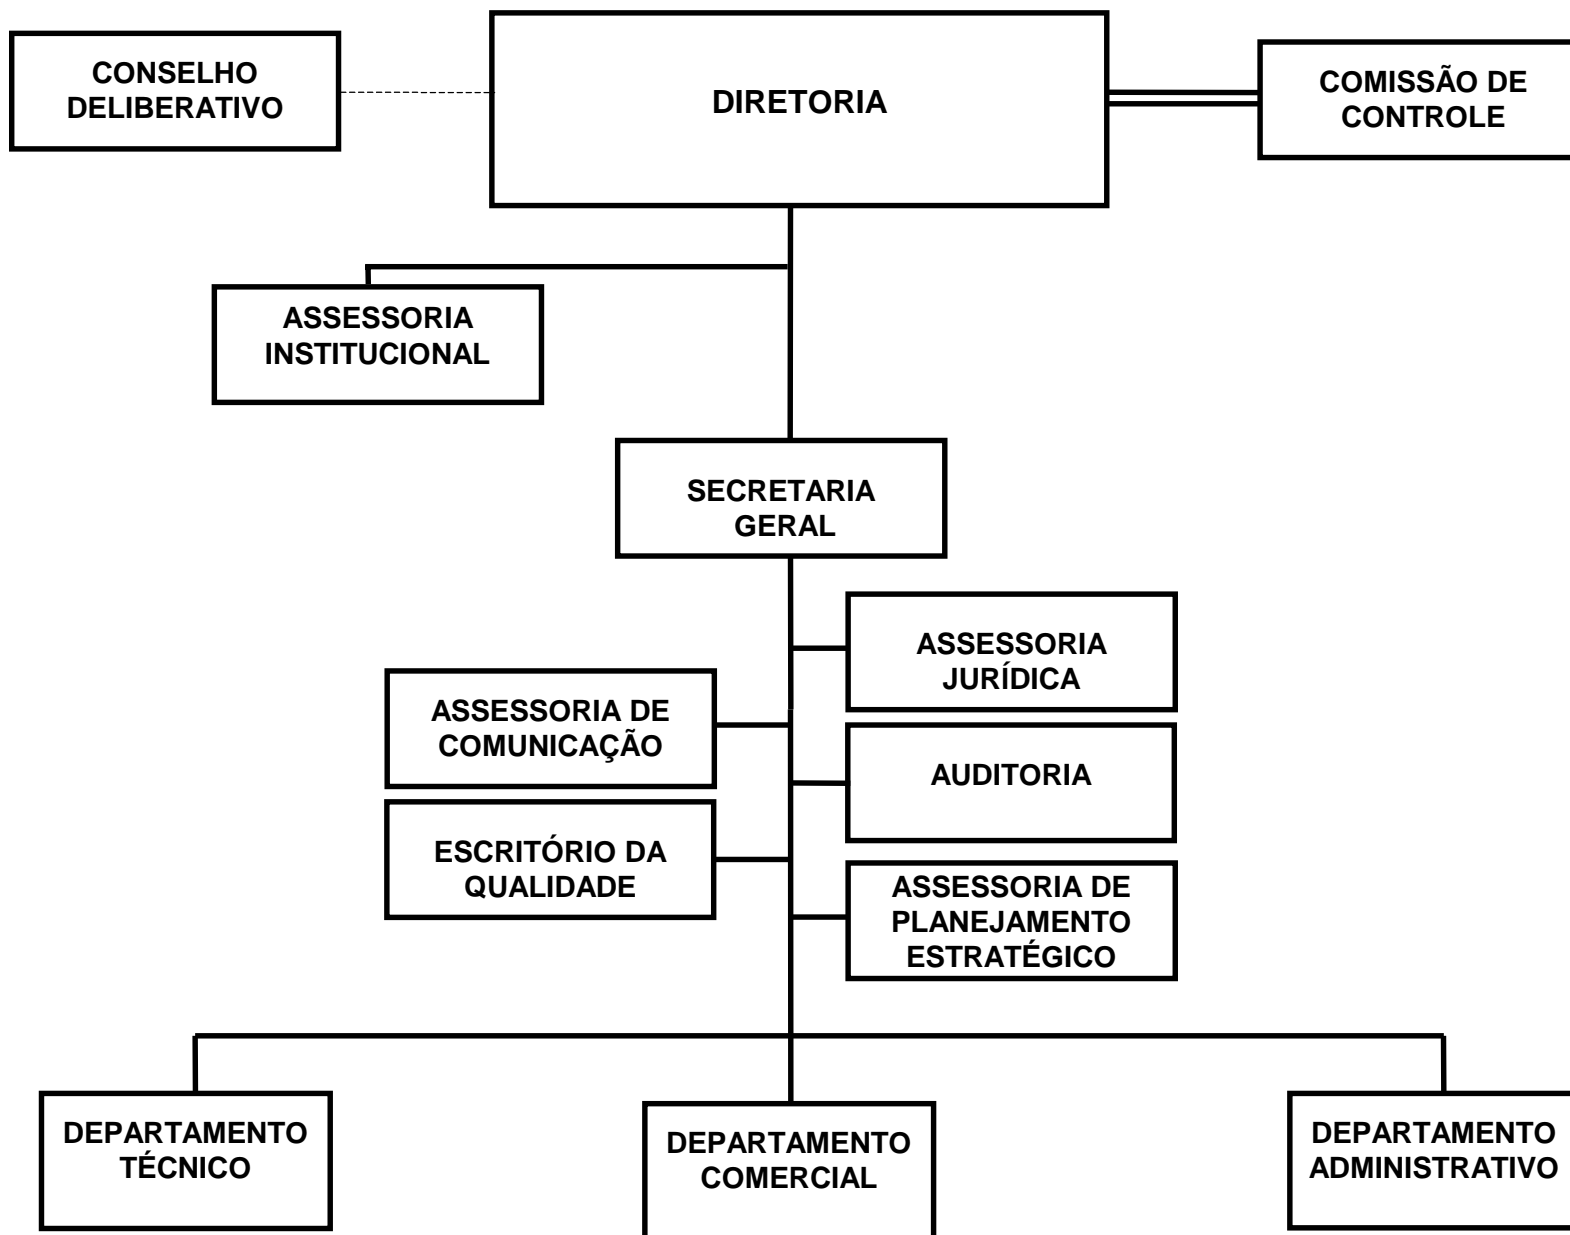 CONSELHO
DELIBERATIVO
DIRETORIA
COMISSÃO DE
CONTROLE
ASSESSORIA
INSTITUCIONAL
SECRETARIA
GERAL
ASSESSORIA
JURÍDICA
ASSESSORIA DE
COMUNICAÇÃO
AUDITORIA
ESCRITÓRIO DA
QUALIDADE
ASSESSORIA DE
PLANEJAMENTO
ESTRATÉGICO
DEPARTAMENTO
TÉCNICO
DEPARTAMENTO
COMERCIAL
DEPARTAMENTO
ADMINISTRATIVO